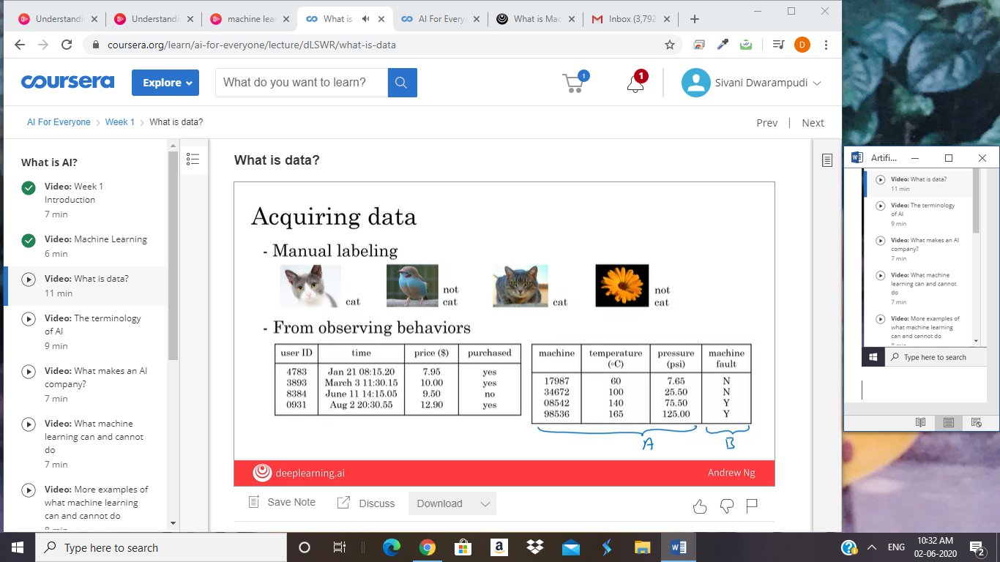 Understandi
Understandi
machine lear
What is
AI For Every
What is Mac
Inbox (3,792
coursera.org/learn/ai-for-everyone/lecture/dLSWR/what-is-data
D
coursera
Explore
What do you want to learn?
1
1
Sivani Dwarampudi
AI For Everyone
Week 1
What is data?
Prev
Next
What is AI?
Video: Week 1
Introduction
7 min
Video: Machine Learning
6 min
Video: What is data?
11 min
Video: The terminology
of AI
9 min
Video: What makes an AI
company?
7 min
Video: What machine
learning can and cannot
do
7 min
Video: More examples of
what machine learning
can and cannot do
What is data?
Acquiring data
- Manual labeling
cat
not
cat
cat
not
cat
- From observing behaviors
user ID time price ($) purchased
4783 Jan 21 08:15.20 7.95 yes
3893 March 3 11:30.15 10.00 yes
8384 June 11 14:15.05 9.50 no
0931 Aug 2 20:30.55 12.90 yes
machine temperature pressure machine
(°C) (psi) fault
17987 60 7.65 N
34672 100 25.50 N
08542 140 75.50 Y
98536 165 125.00 Y
A
B
deeplearning.ai
Andrew Ng
Save Note
Discuss
Download
Artifi...
Video: What is data?
11 min
Video: The terminology
of AI
9 min
Video: What makes an AI
company?
7 min
Video: What machine
learning can and cannot
do
7 min
Video: More examples of
what machine learning
can and cannot do
Type here to search
Type here to search
ENG
10:32 AM
02-06-2020
2